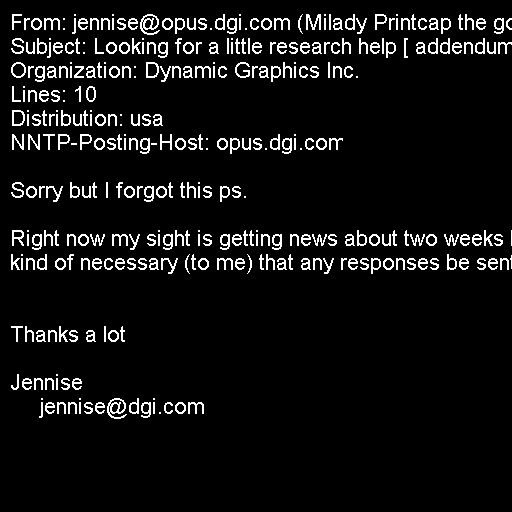 From: jennise@opus.dgi.com (Milady Printcap the
Subject: Looking for a little research help [ addendum
Organization: Dynamic Graphics Inc.
Lines: 10
Distribution: usa
NNTP-Posting-Host: opus.dgi.com
Sorry but I forgot this ps.
Right now my sight is getting news about two weeks
kind of necessary (to me) that any responses be sent
Thanks a lot
Jennise
jennise@dgi.com